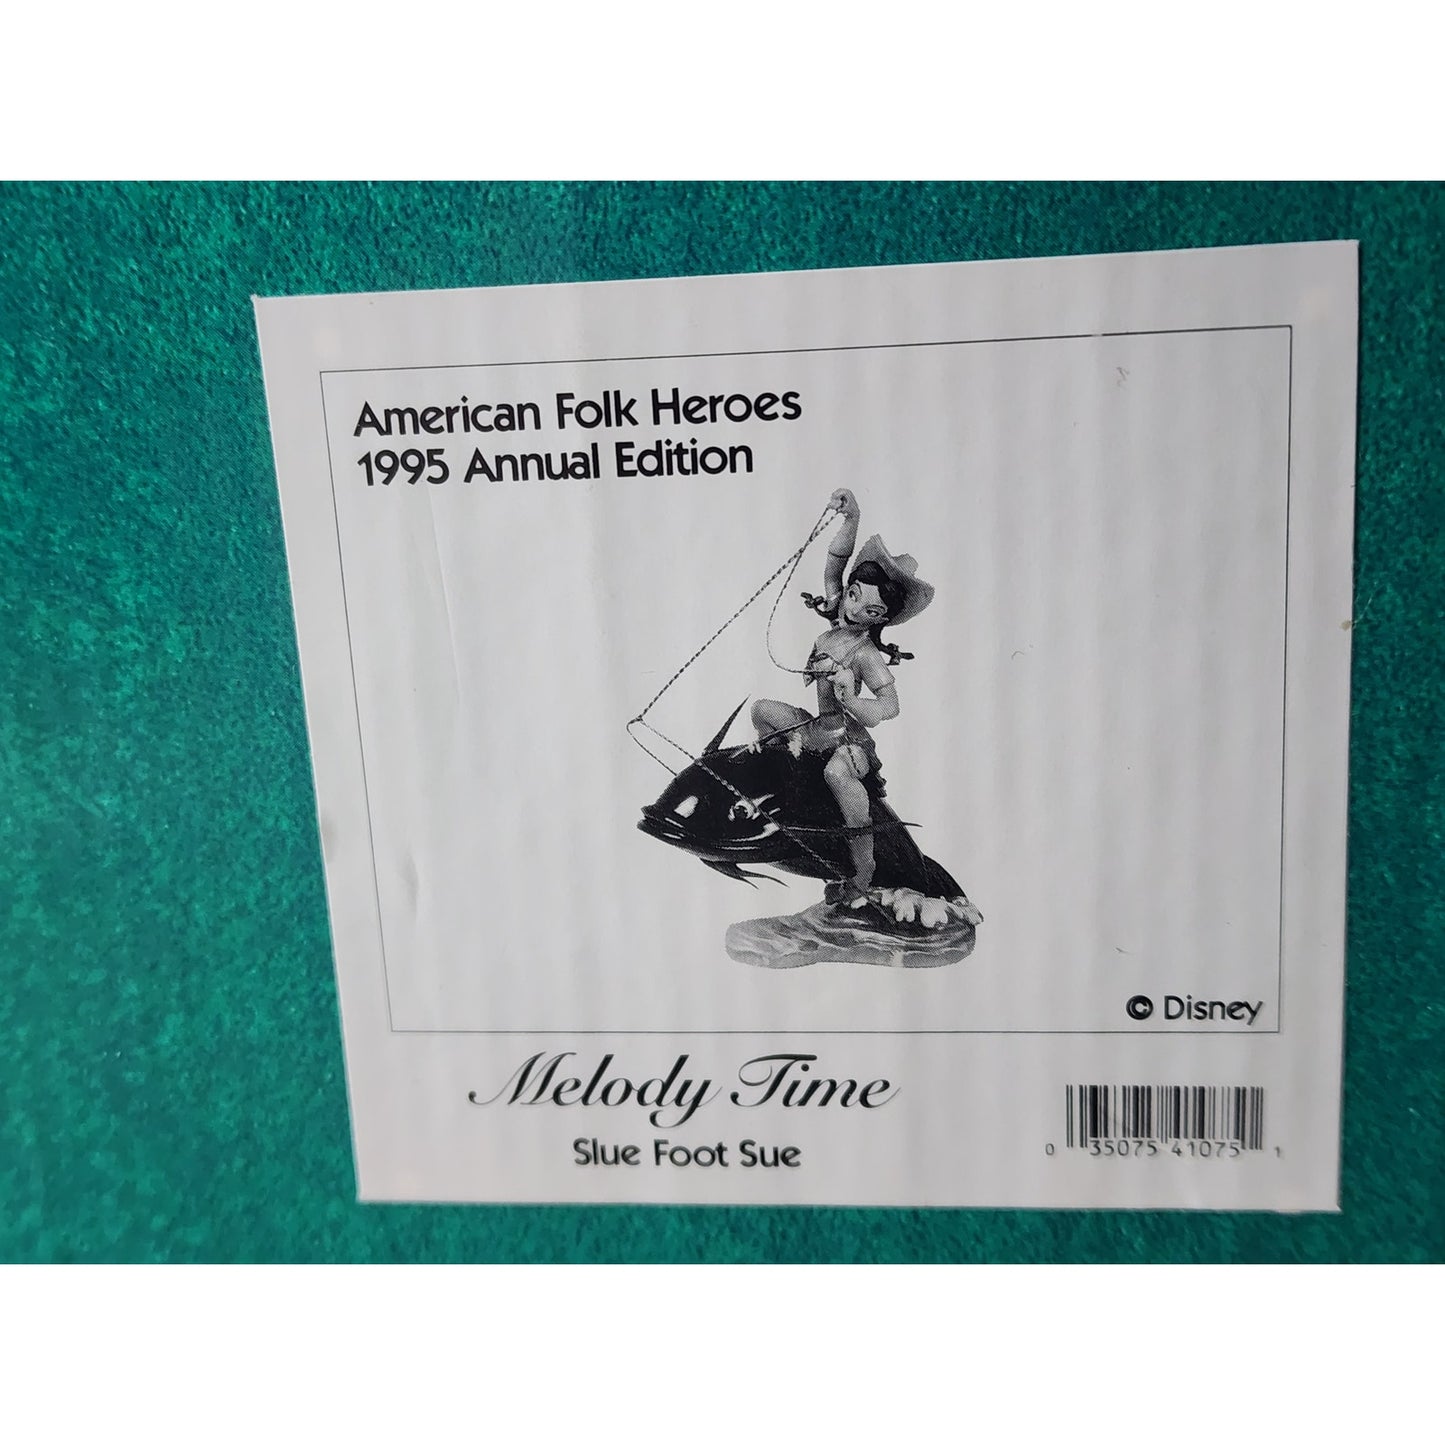 American Folk Heroes
1995 Annual Edition
© Disney
Melody Time
Slue Foot Sue
0 35075 41075 1